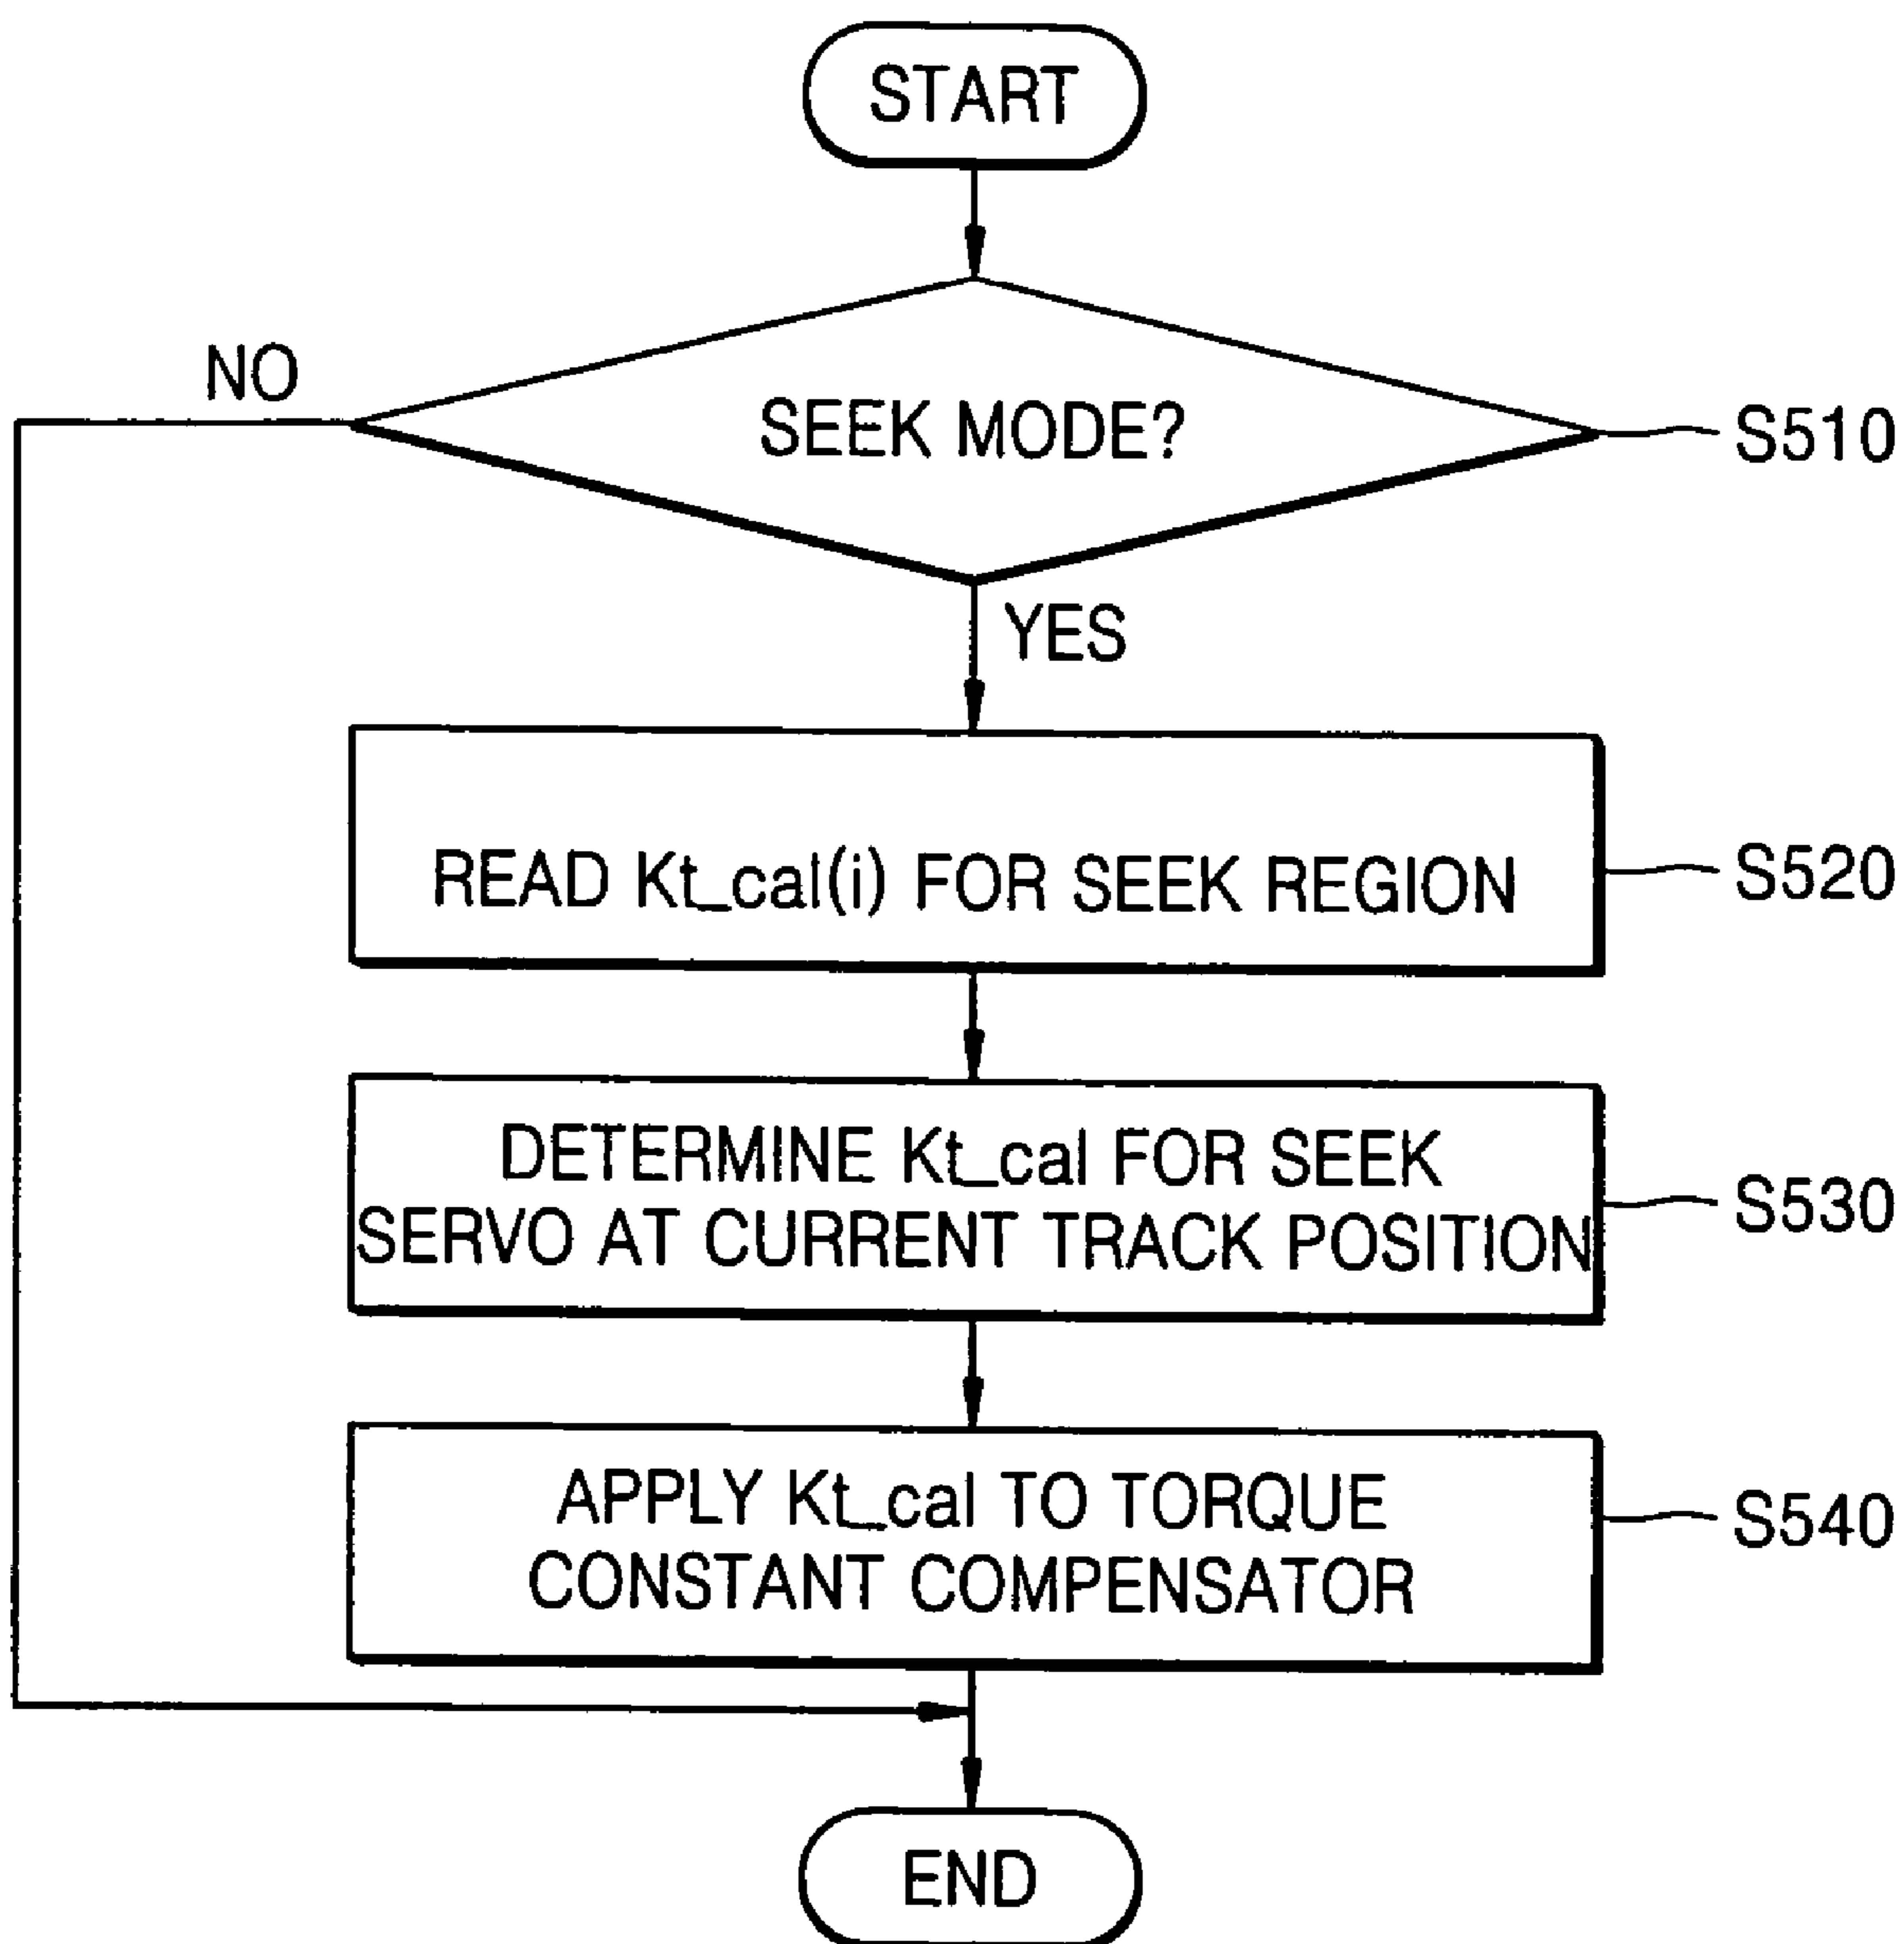 START
NO
SEEK MODE?
S510
YES
READ Kt_cal(i) FOR SEEK REGION
S520
DETERMINE Kt_cal FOR SEEK
SERVO AT CURRENT TRACK POSITION
S530
APPLY Kt_cal TO TORQUE
CONSTANT COMPENSATOR
S540
END